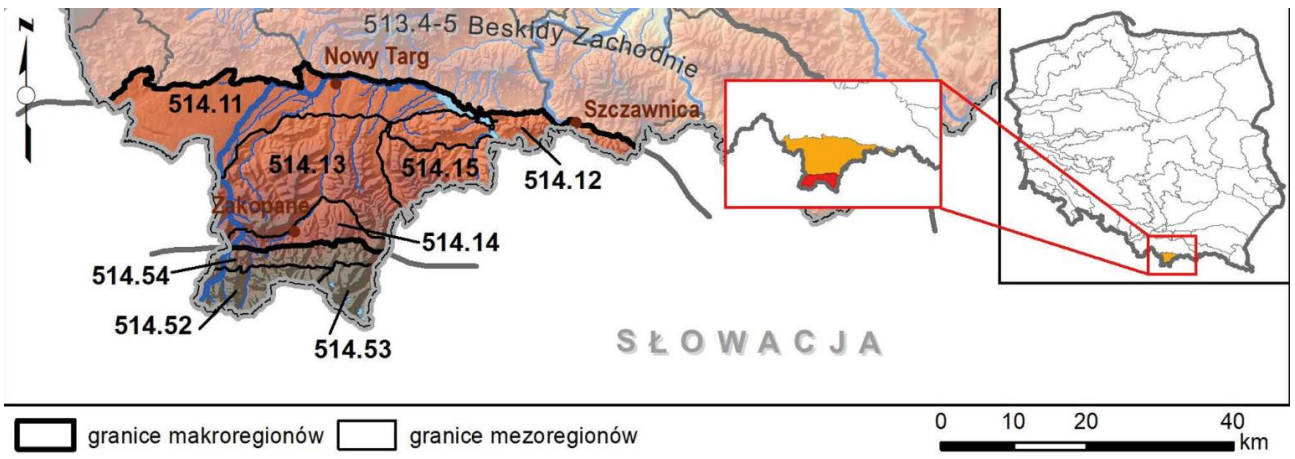 z
513.4-5 Beskidy Zachodnie
Nowy Targ
514.11
Szczawnica
514.13
514.15
514.12
Zakopane
514.14
514.54
514.52
514.53
SŁOWACJA
granice makroregionów
granice mezoregionów
0 10 20 40
km